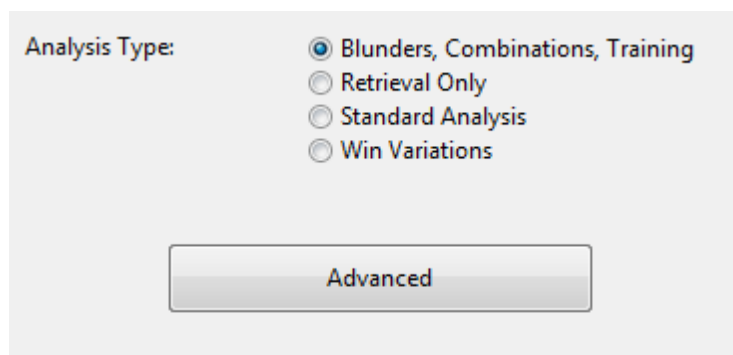 Analysis Type: Blunders, Combinations, Training
Retrieval Only
Standard Analysis
Win Variations
Advanced